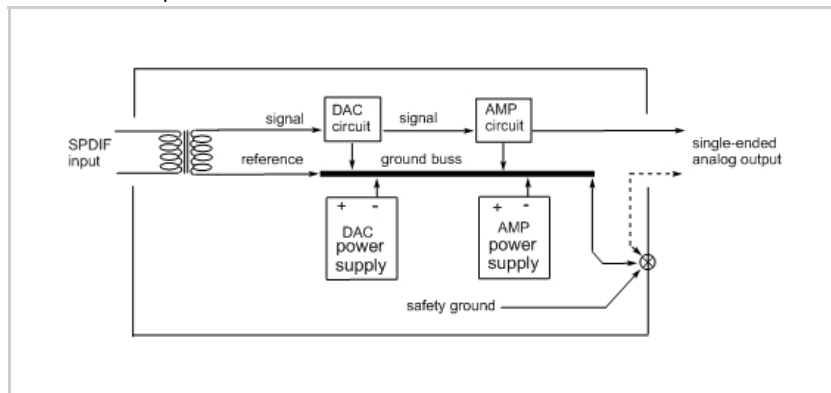 SPDIF
input
signal
DAC
circuit
signal
AMP
circuit
single-ended
analog output
reference
ground buss
+ -
DAC
power
supply
+ -
AMP
power
supply
safety ground